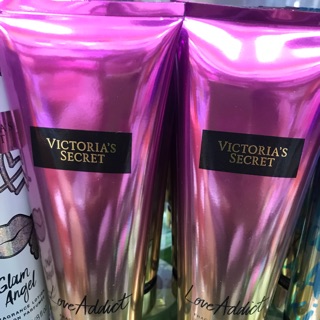 VICTORIA'S
SECRET
Love Addict
VICTORIA'S
SECRET
Love Addict
Glam
Angel